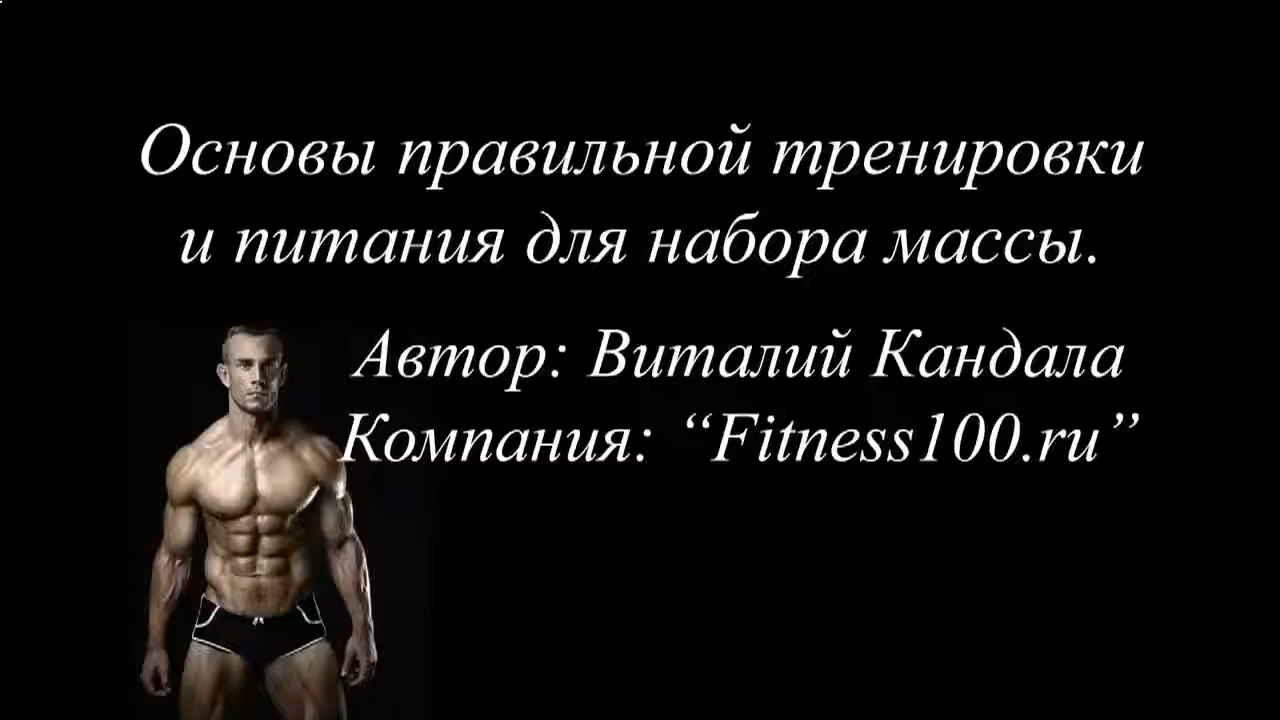 Основы правильной тренировки
и питания для набора массы.
Автор: Виталий Кандала
Компания: “Fitness100.ru”